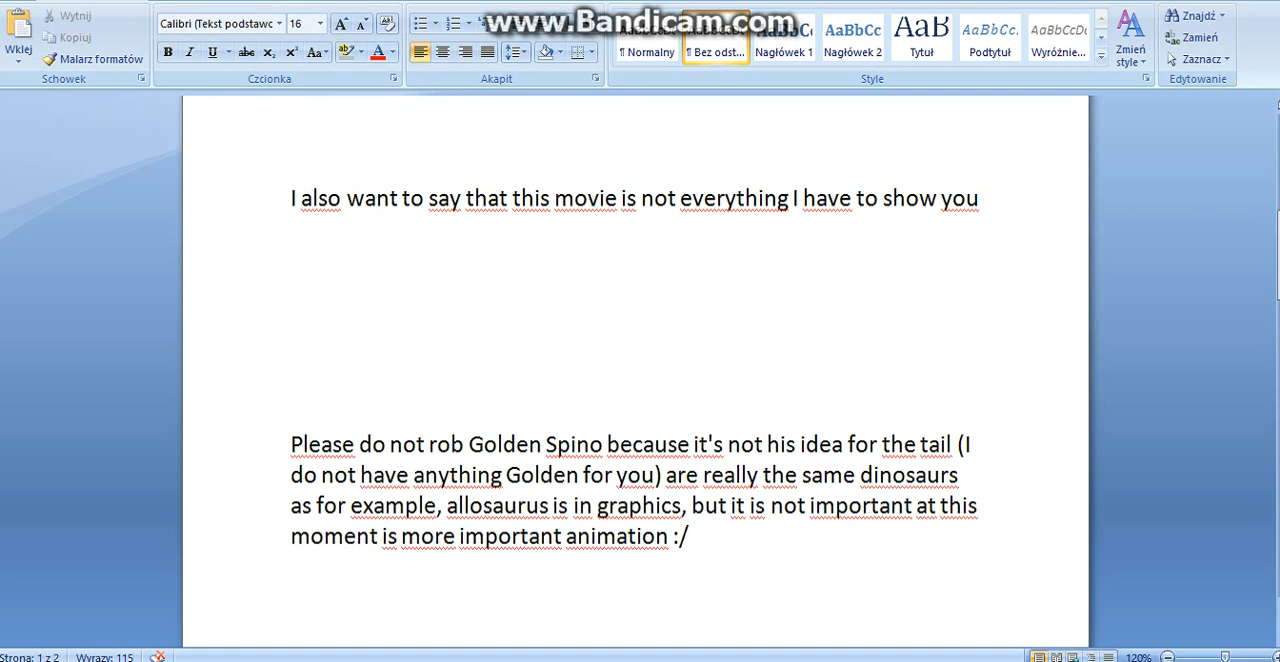 www.Bandicam.com
Wklej
Wytnij
Kopiuj
Malarz formatów
Schowek
Calibri (Tekst podstawowc
16
Czcionka
Akapit
¶ Normalny
¶ Bez odst...
Nagłówek 1
Nagłówek 2
Tytuł
Podtytuł
Wyróżnie...
Zmień
style
Style
Znajdź
Zamień
Zaznacz
Edytowanie
I also want to say that this movie is not everything I have to show you
Please do not rob Golden Spino because it's not his idea for the tail (I
do not have anything Golden for you) are really the same dinosaurs
as for example, allosaurus is in graphics, but it is not important at this
moment is more important animation :/
Strona: 1 z 2
Wyrazy: 115
120%